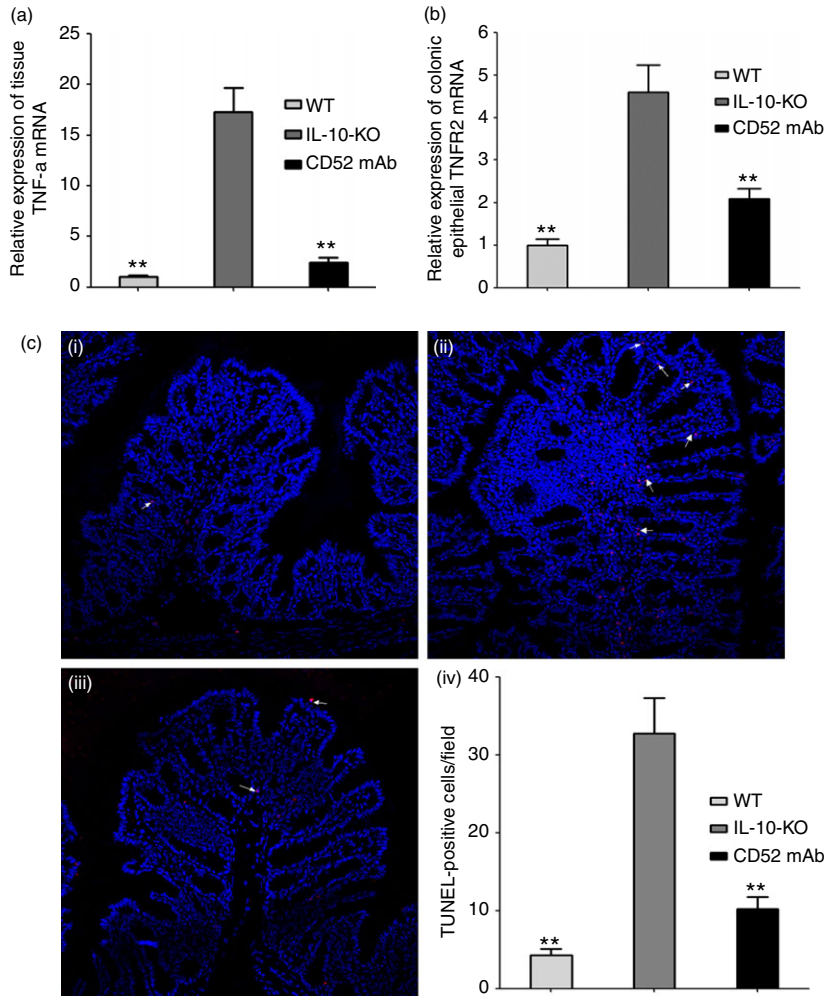 (a)
Relative expression of tissue
TNF-a mRNA
25
20
15
10
5
0
**
**
WT
IL-10-KO
CD52 mAb
(b)
Relative expression of colonic
epithelial TNFR2 mRNA
6
5
4
3
2
1
0
**
**
WT
IL-10-KO
CD52 mAb
(c)
(i)
(ii)
(iii)
(iv)
TUNEL-positive cells/field
40
30
20
10
0
**
**
WT
IL-10-KO
CD52 mAb